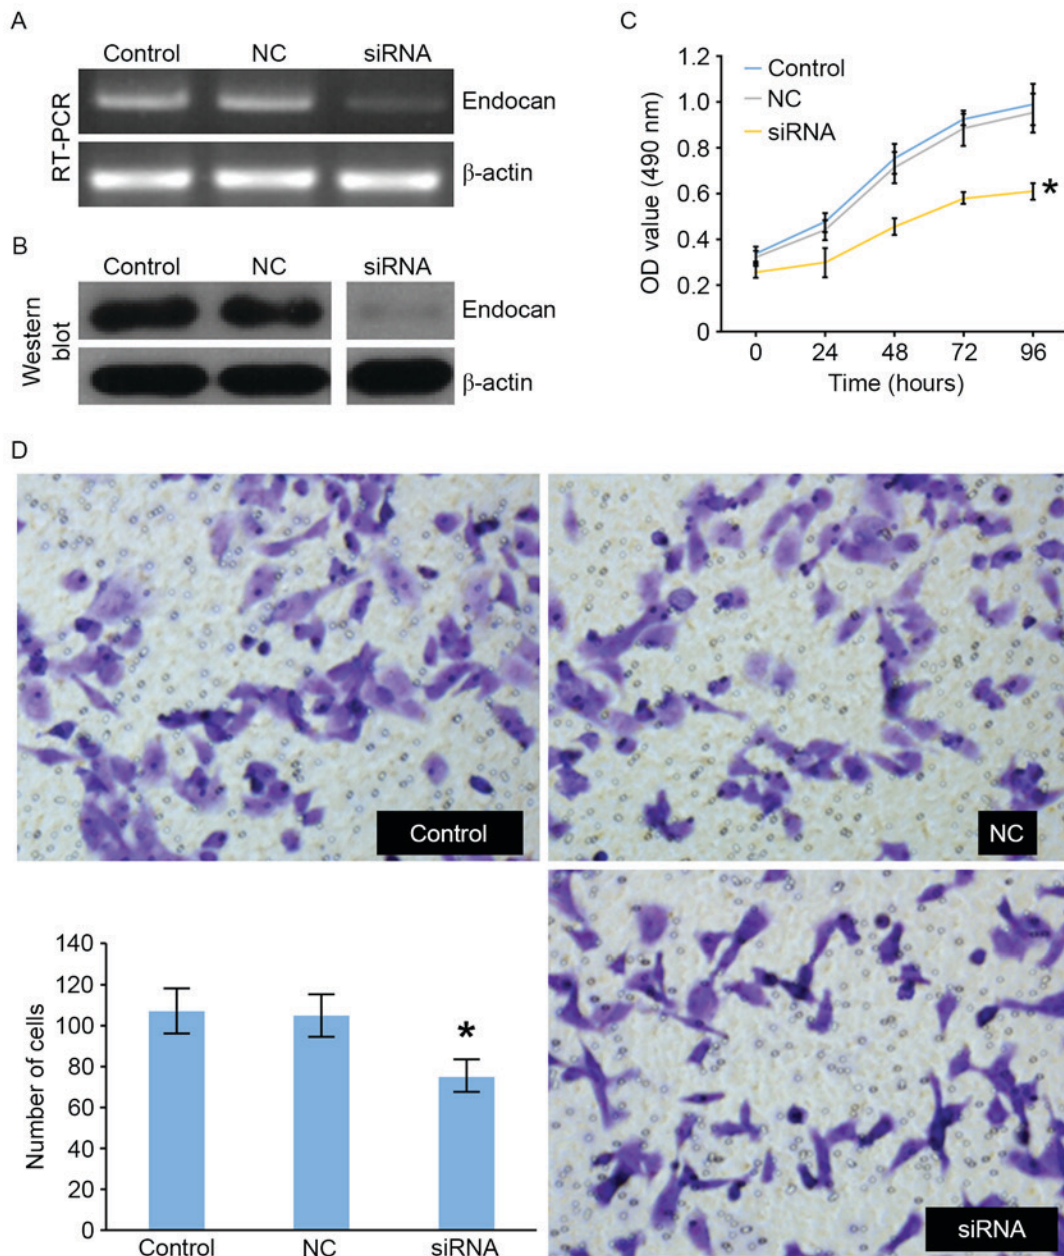 A
Control NC siRNA
RT-PCR
Endocan
β-actin
B
Control NC siRNA
Western
blot
Endocan
β-actin
C
Control
NC
siRNA
OD value (490 nm)
1.2
1.0
0.8
0.6
0.4
0.2
0
*
0 24 48 72 96
Time (hours)
D
Control
NC
Number of cells
140
120
100
80
60
40
20
0
*
Control NC siRNA
siRNA